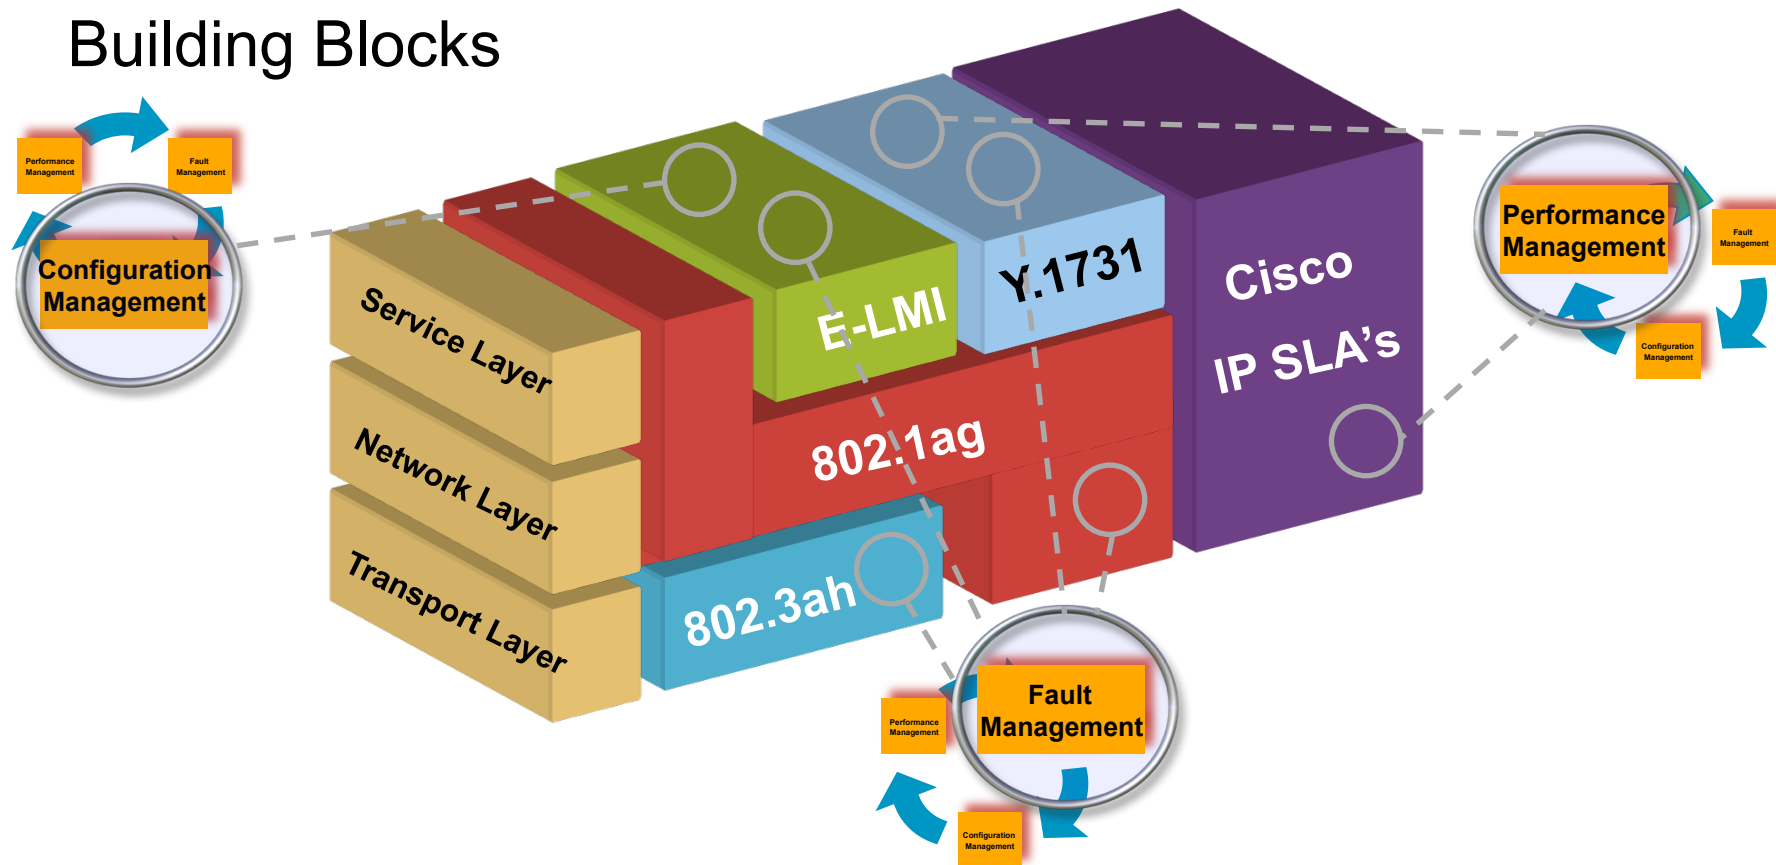 Building Blocks
Performance
Management
Fault
Management
Configuration
Management
Service Layer
Network Layer
Transport Layer
E-LMI
Y.1731
802.1ag
802.3ah
Cisco
IP SLA's
Performance
Management
Fault
Management
Configuration
Management
Fault
Management
Performance
Management
Configuration
Management